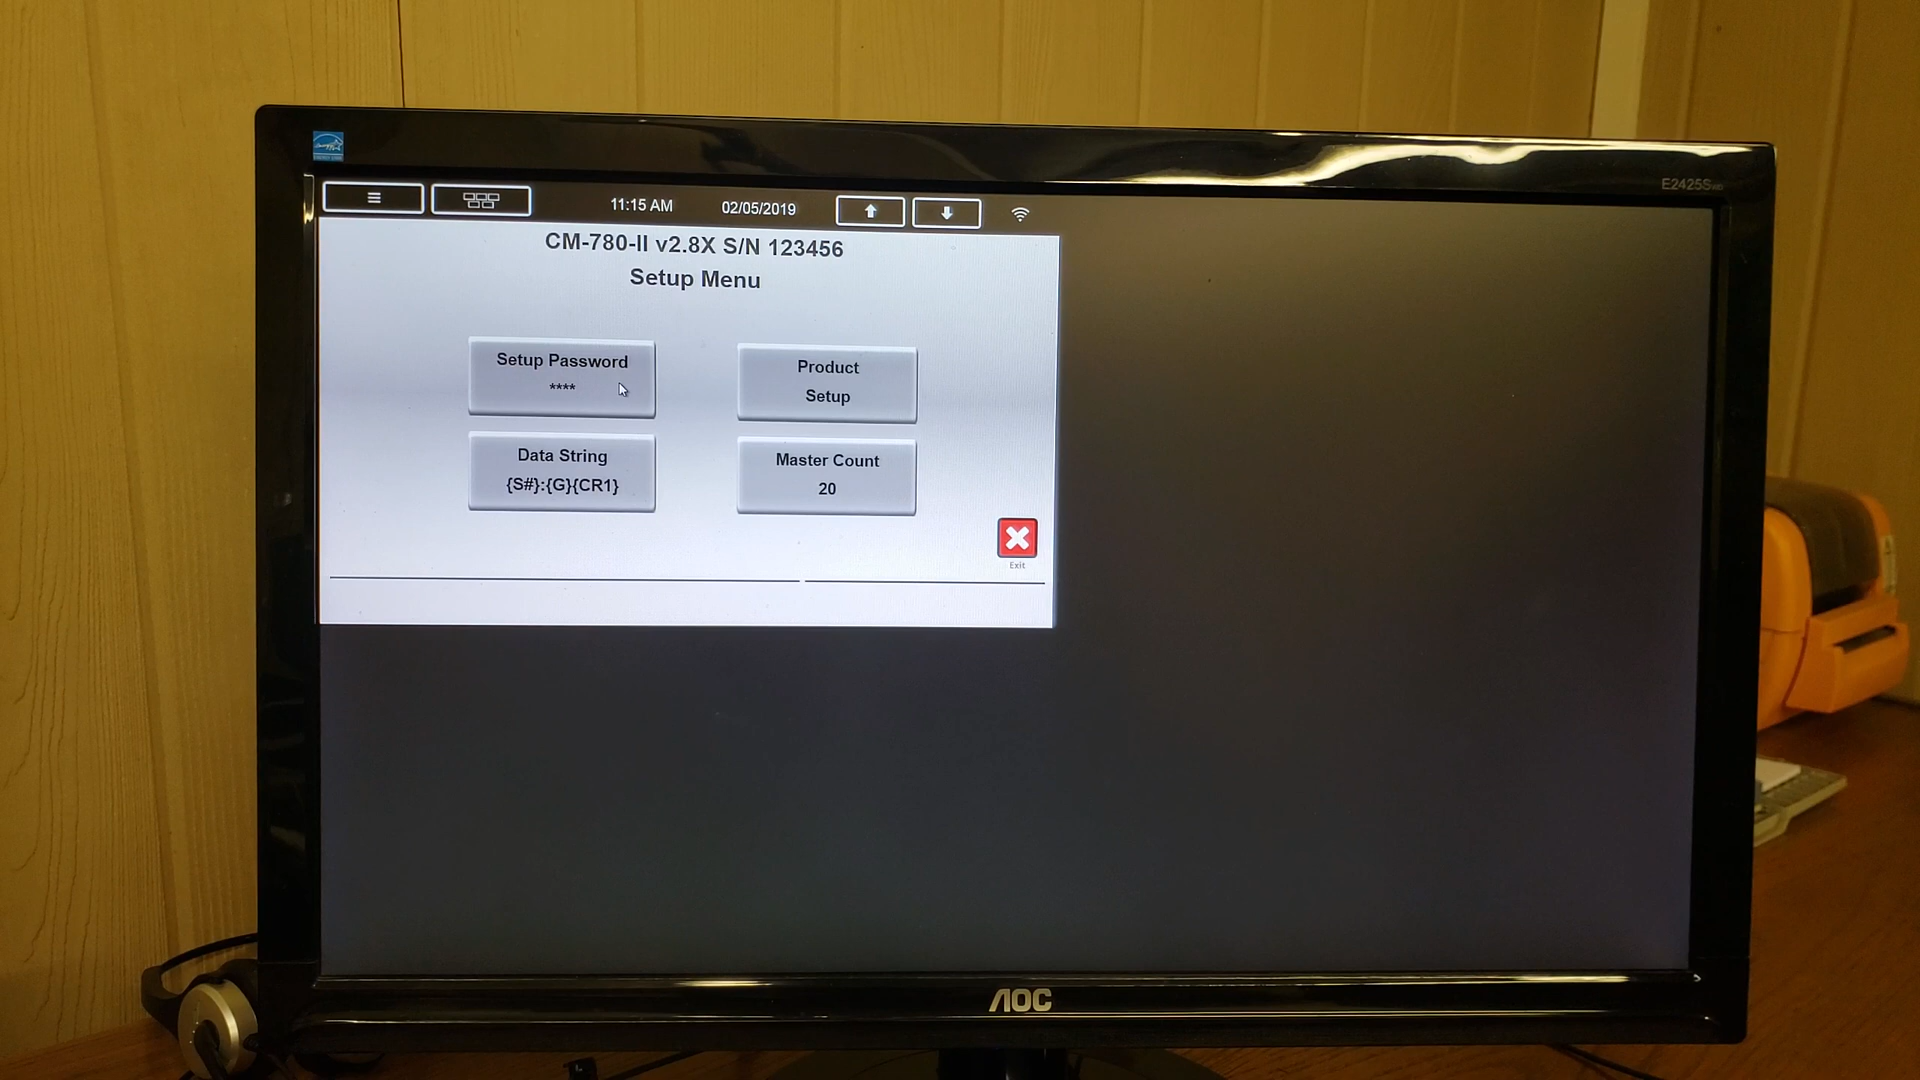 E2425S
11:15 AM 02/05/2019
CM-780-II v2.8X S/N 123456
Setup Menu
Setup Password
****
Product
Setup
Data String
{S#}:{G}{CR1}
Master Count
20
Exit
AOC